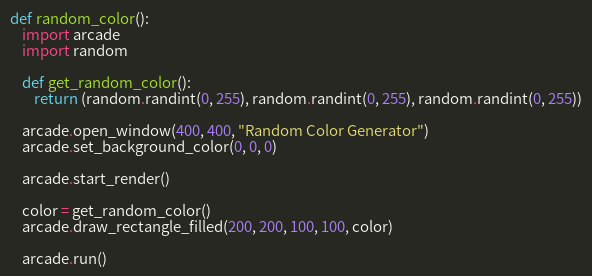 def random_color():
    import arcade
    import random

    def get_random_color():
        return (random.randint(0, 255), random.randint(0, 255), random.randint(0, 255))

    arcade.open_window(400, 400, "Random Color Generator")
    arcade.set_background_color(0, 0, 0)

    arcade.start_render()

    color = get_random_color()
    arcade.draw_rectangle_filled(200, 200, 100, 100, color)

    arcade.run()